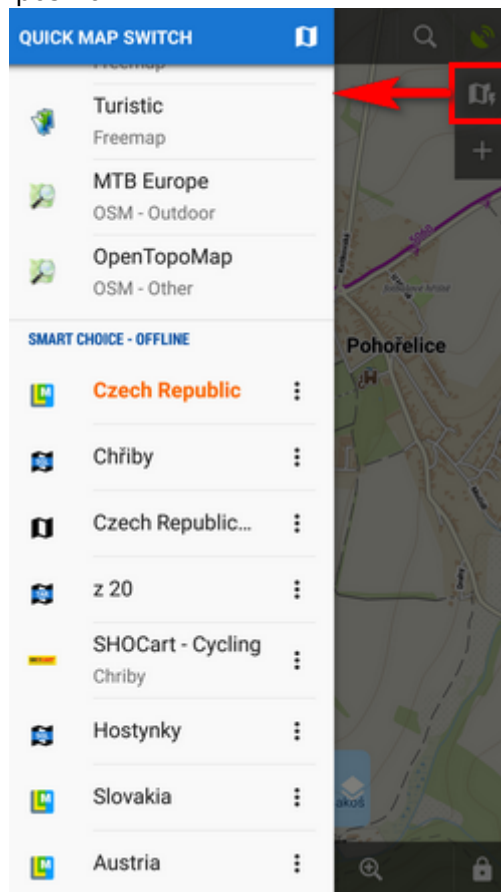 QUICK MAP SWITCH
Freemap
Turistic
Freemap
MTB Europe
OSM - Outdoor
OpenTopoMap
OSM - Other
SMART CHOICE - OFFLINE
Czech Republic
Chřiby
Czech Republic...
z 20
SHOCart - Cycling
Chriby
Hostynky
Slovakia
Austria
Pohořelice